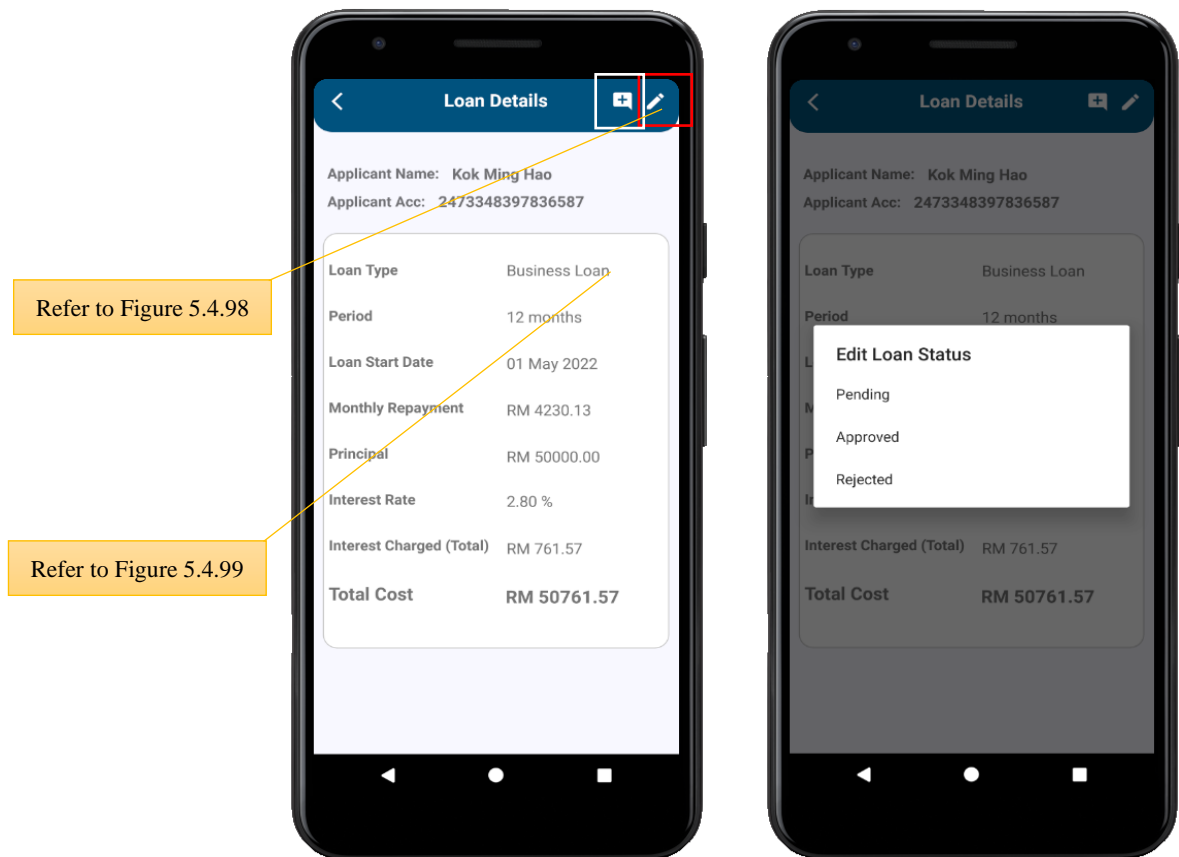 Loan Details
Applicant Name: Kok Ming Hao
Applicant Acc: 2473348397836587
Loan Type Business Loan
Period 12 months
Loan Start Date 01 May 2022
Monthly Repayment RM 4230.13
Principal RM 50000.00
Interest Rate 2.80 %
Interest Charged (Total) RM 761.57
Total Cost RM 50761.57
Refer to Figure 5.4.98
Refer to Figure 5.4.99
Loan Details
Applicant Name: Kok Ming Hao
Applicant Acc: 2473348397836587
Loan Type Business Loan
Period 12 months
Edit Loan Status
Pending
Approved
Rejected
Interest Charged (Total) RM 761.57
Total Cost RM 50761.57